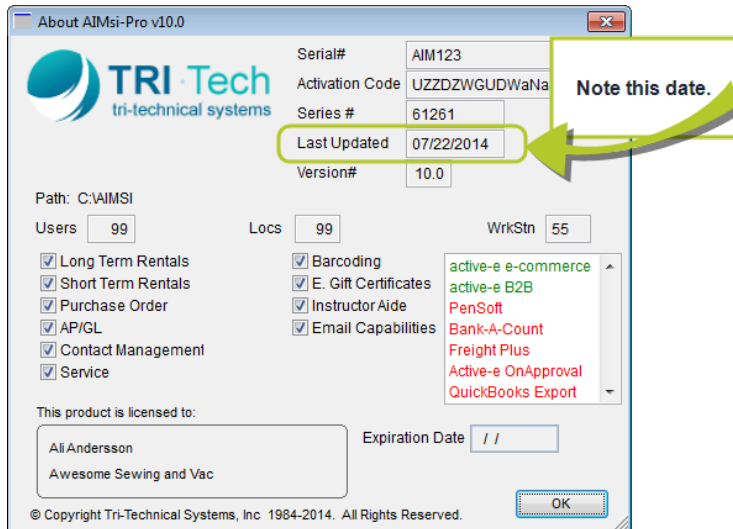 About AIMsi-Pro v10.0
TRI Tech
tri-technical systems
Serial# AIM123
Activation Code UZZDZWGUDWaNa
Series # 61261
Last Updated 07/22/2014
Version# 10.0
Note this date.
Path: C:\AIMSI
Users 99 Locs 99 WrkStn 55
Long Term Rentals
Short Term Rentals
Purchase Order
AP/GL
Contact Management
Service
Barcoding
E. Gift Certificates
Instructor Aide
Email Capabilities
active-e e-commerce
active-e B2B
PenSoft
Bank-A-Count
Freight Plus
Active-e OnApproval
QuickBooks Export
This product is licensed to:
Ali Andersson
Awesome Sewing and Vac
Expiration Date / /
© Copyright Tri-Technical Systems, Inc 1984-2014. All Rights Reserved.
OK